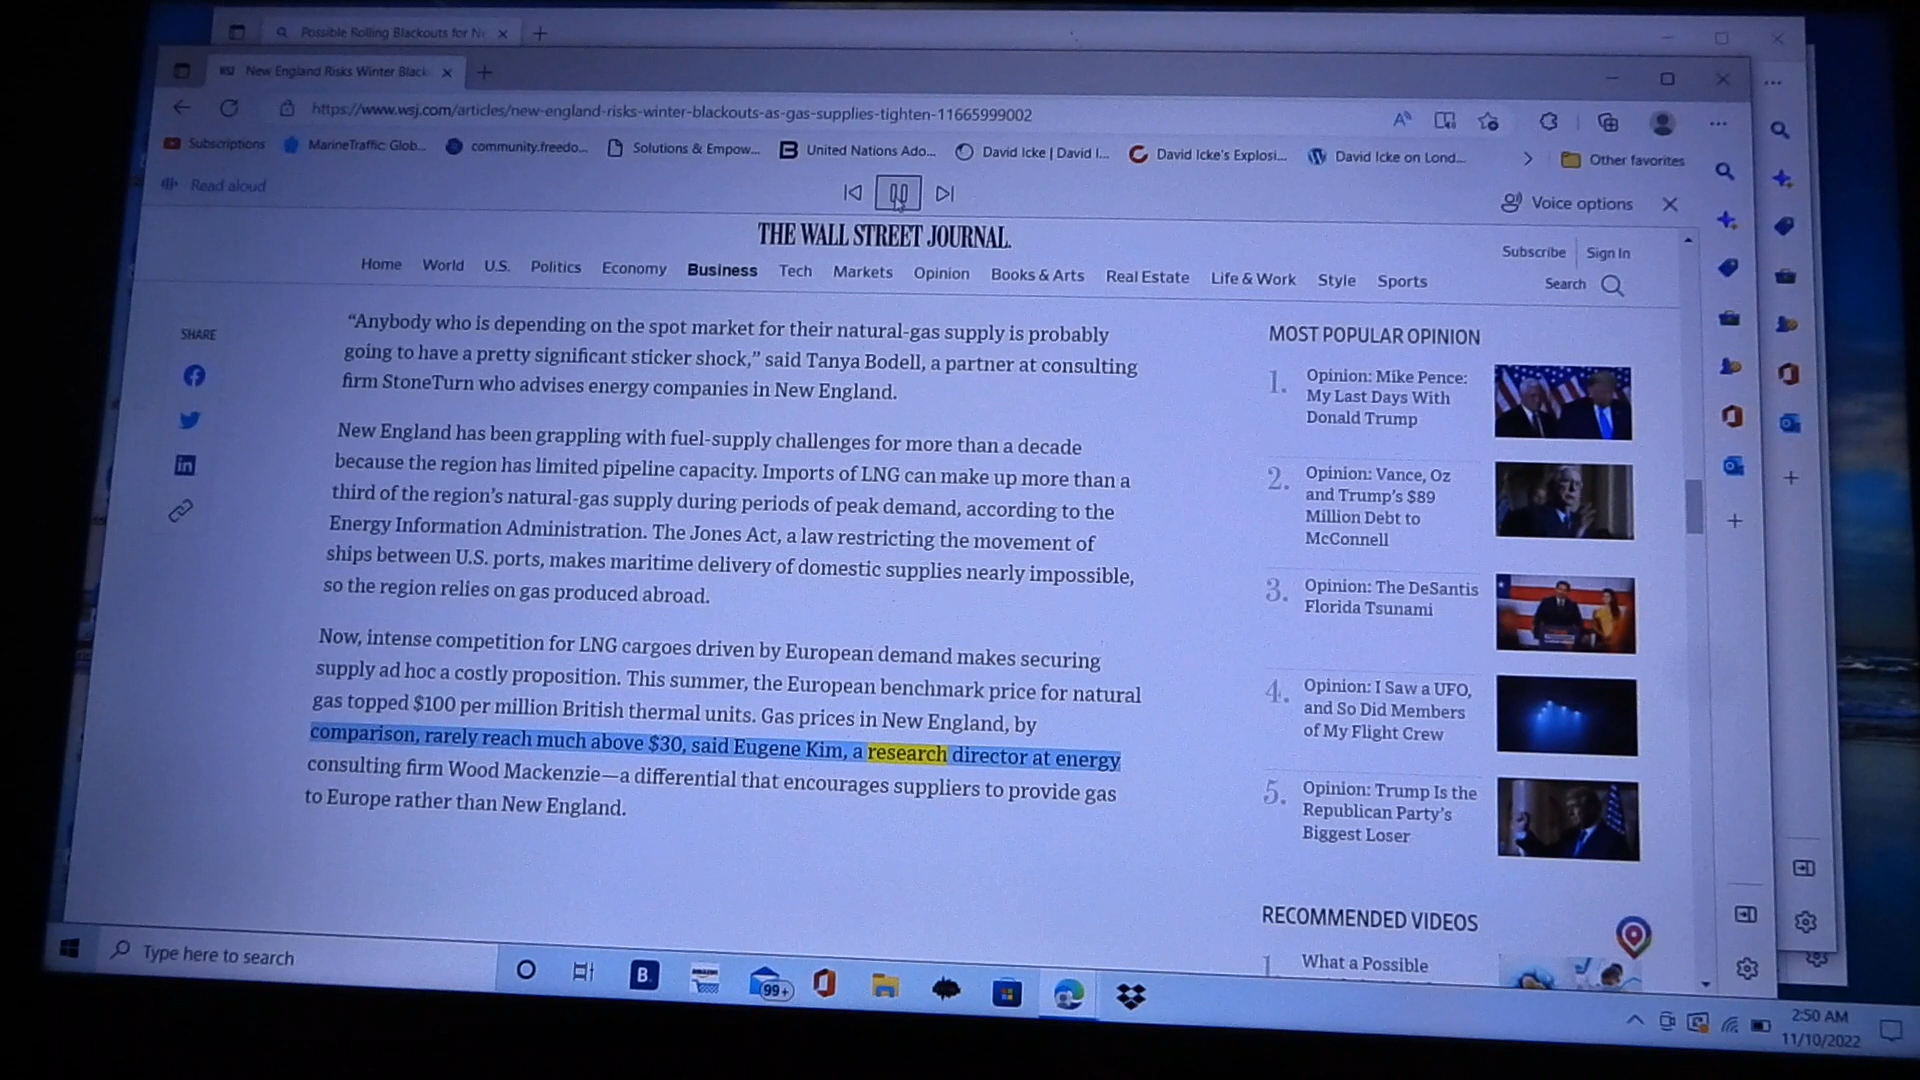 Possible Rolling Blackouts for N
WSJ New England Risks Winter Black
https://www.wsj.com/articles/new-england-risks-winter-blackouts-as-gas-supplies-tighten-11665999002
Subscriptions MarineTraffic: Glob... community.freedo... Solutions & Empow... United Nations Ado... David Icke | David I... David Icke's Explosi... David Icke on Lond... Other favorites
Read aloud
Voice options
THE WALL STREET JOURNAL.
Subscribe Sign In
Home World U.S. Politics Economy Business Tech Markets Opinion Books & Arts Real Estate Life & Work Style Sports
Search
SHARE
“Anybody who is depending on the spot market for their natural-gas supply is probably
going to have a pretty significant sticker shock,” said Tanya Bodell, a partner at consulting
firm StoneTurn who advises energy companies in New England.
New England has been grappling with fuel-supply challenges for more than a decade
because the region has limited pipeline capacity. Imports of LNG can make up more than a
third of the region’s natural-gas supply during periods of peak demand, according to the
Energy Information Administration. The Jones Act, a law restricting the movement of
ships between U.S. ports, makes maritime delivery of domestic supplies nearly impossible,
so the region relies on gas produced abroad.
Now, intense competition for LNG cargoes driven by European demand makes securing
supply ad hoc a costly proposition. This summer, the European benchmark price for natural
gas topped $100 per million British thermal units. Gas prices in New England, by
comparison, rarely reach much above $30, said Eugene Kim, a research director at energy
consulting firm Wood Mackenzie—a differential that encourages suppliers to provide gas
to Europe rather than New England.
MOST POPULAR OPINION
1. Opinion: Mike Pence:
My Last Days With
Donald Trump
2. Opinion: Vance, Oz
and Trump’s $89
Million Debt to
McConnell
3. Opinion: The DeSantis
Florida Tsunami
4. Opinion: I Saw a UFO,
and So Did Members
of My Flight Crew
5. Opinion: Trump Is the
Republican Party’s
Biggest Loser
RECOMMENDED VIDEOS
1. What a Possible
Type here to search
B.
99+
2:50 AM
11/10/2022